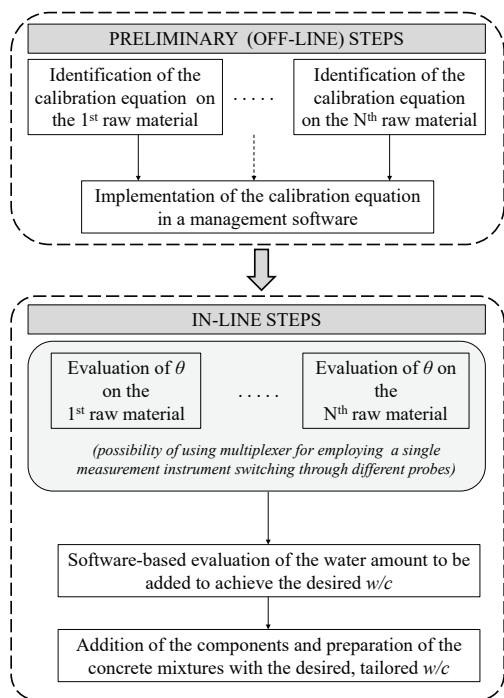 PRELIMINARY (OFF-LINE) STEPS
Identification of the
calibration equation on
the 1st raw material
. . . . .
Identification of the
calibration equation
on the Nth raw material
Implementation of the calibration equation
in a management software
IN-LINE STEPS
Evaluation of θ
on the
1st raw material
. . . . .
Evaluation of θ on
the
Nth raw material
(possibility of using multiplexer for employing a single
measurement instrument switching through different probes)
Software-based evaluation of the water amount to be
added to achieve the desired w/c
Addition of the components and preparation of the
concrete mixtures with the desired, tailored w/c